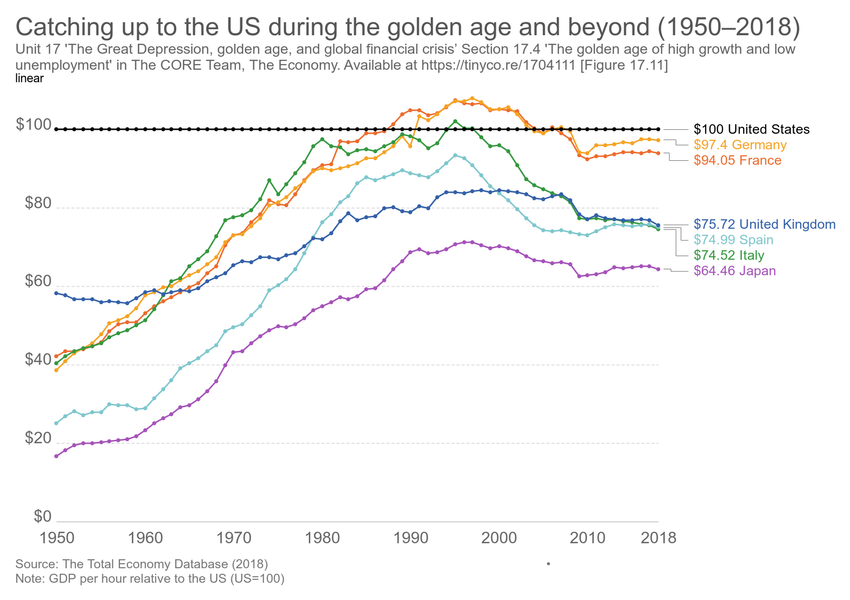 Catching up to the US during the golden age and beyond (1950–2018)
Unit 17 'The Great Depression, golden age, and global financial crisis' Section 17.4 'The golden age of high growth and low
unemployment' in The CORE Team, The Economy. Available at https://tinyco.re/1704111 [Figure 17.11]
linear
$100
$80
$60
$40
$20
$0
1950
1960
1970
1980
1990
2000
2010
2018
$100 United States
$97.4 Germany
$94.05 France
$75.72 United Kingdom
$74.99 Spain
$74.52 Italy
$64.46 Japan
Source: The Total Economy Database (2018)
Note: GDP per hour relative to the US (US=100)